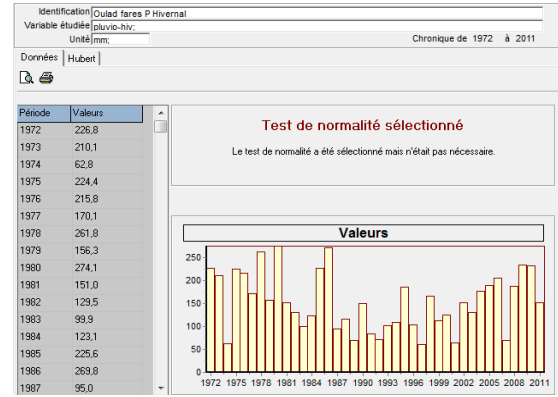 Identification Oulad fares P Hivernal
Variable étudiée pluvio-hiv;
Unité mm; Chronique de 1972 à 2011
Données Hubert
Période Valeurs
1972 226,8
1973 210,1
1974 62,8
1975 224,4
1976 215,8
1977 170,1
1978 261,8
1979 156,3
1980 274,1
1981 151,0
1982 129,5
1983 99,9
1984 123,1
1985 225,6
1986 269,8
1987 95,0
Test de normalité sélectionné
Le test de normalité a été sélectionné mais n'était pas nécessaire.
Valeurs
250
200
150
100
50
0
1972 1975 1978 1981 1984 1987 1990 1993 1996 1999 2002 2005 2008 2011